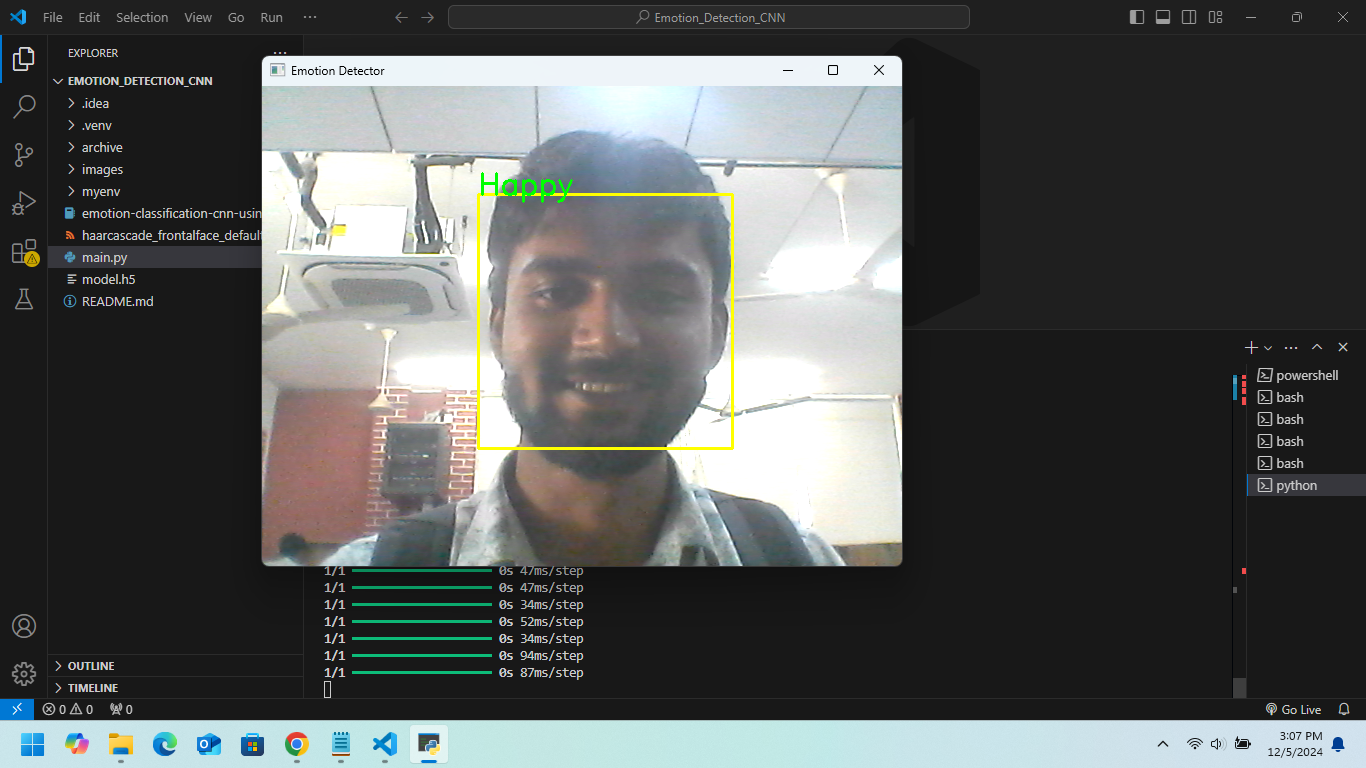 File Edit Selection View Go Run ···
Emotion_Detection_CNN
EXPLORER ···
EMOTION_DETECTION_CNN
.idea
.venv
archive
images
myenv
emotion-classification-cnn-usin
haarcascade_frontalface_default
main.py
model.h5
README.md
OUTLINE
TIMELINE
Emotion Detector
Happy
1/1 0s 47ms/step
1/1 0s 47ms/step
1/1 0s 34ms/step
1/1 0s 52ms/step
1/1 0s 34ms/step
1/1 0s 94ms/step
1/1 0s 87ms/step
powershell
bash
bash
bash
bash
python
0 0 0
Go Live
3:07 PM
12/5/2024